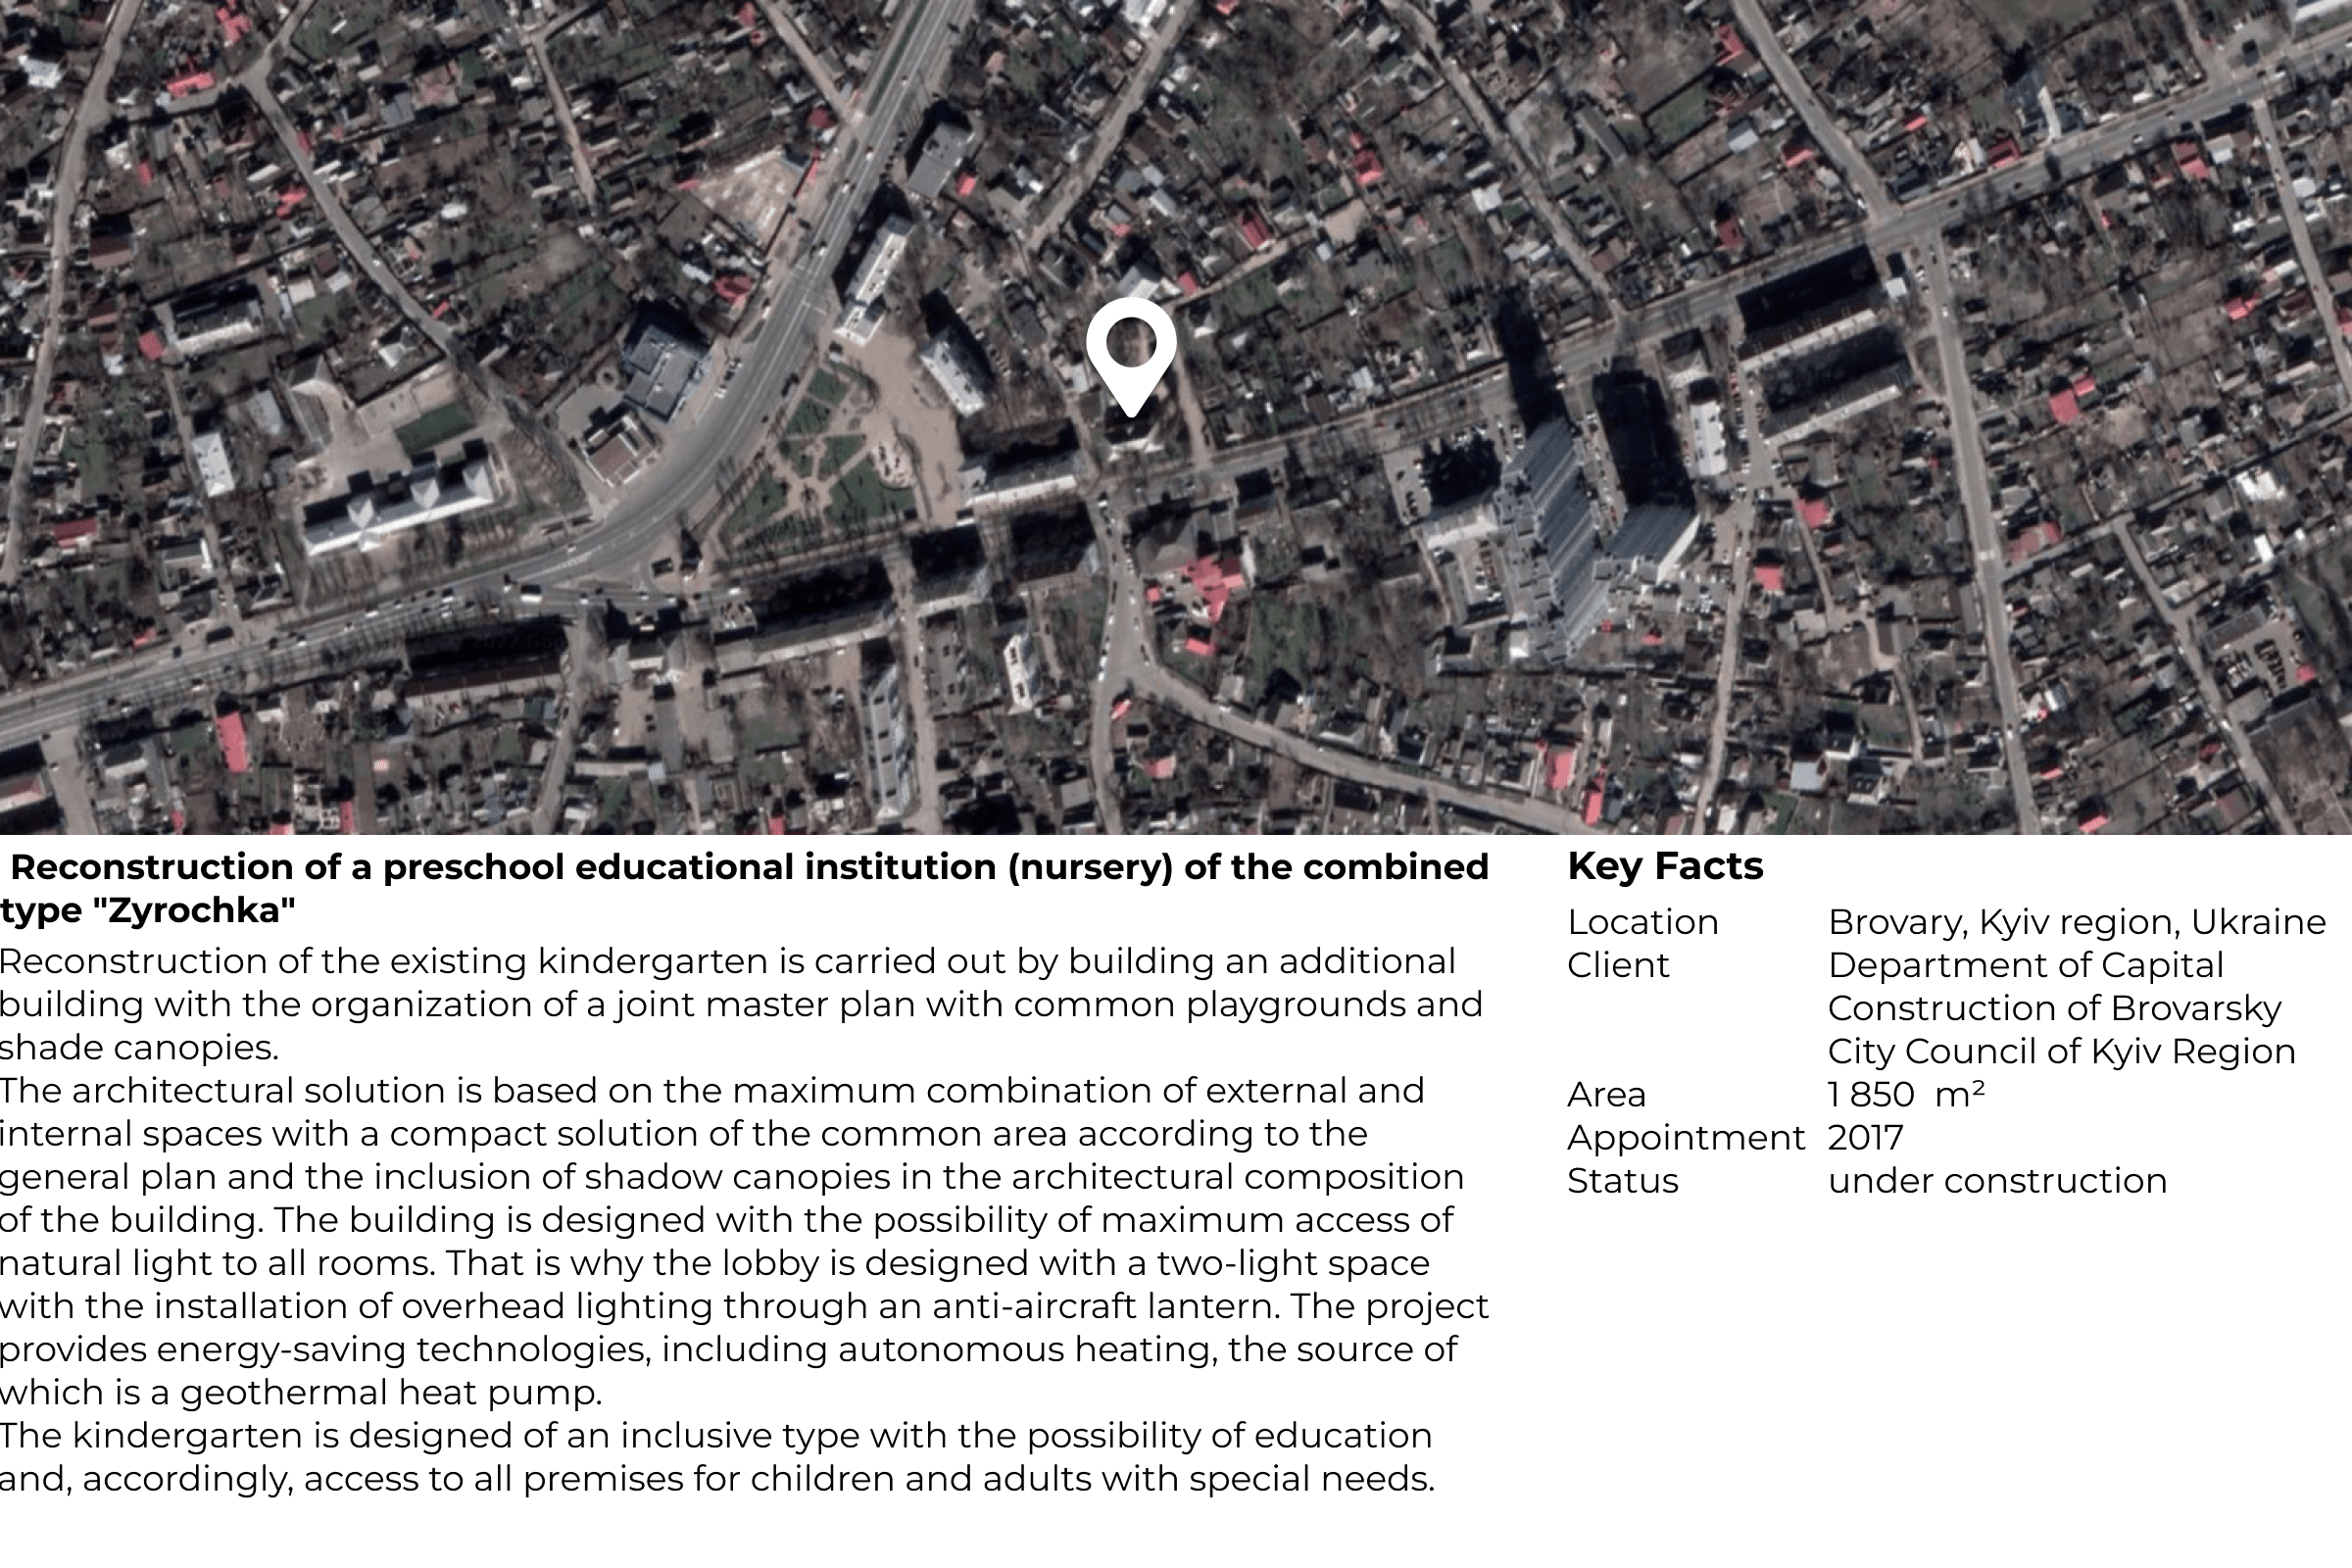 Reconstruction of a preschool educational institution (nursery) of the combined
type "Zyrochka"
Reconstruction of the existing kindergarten is carried out by building an additional
building with the organization of a joint master plan with common playgrounds and
shade canopies.
The architectural solution is based on the maximum combination of external and
internal spaces with a compact solution of the common area according to the
general plan and the inclusion of shadow canopies in the architectural composition
of the building. The building is designed with the possibility of maximum access of
natural light to all rooms. That is why the lobby is designed with a two-light space
with the installation of overhead lighting through an anti-aircraft lantern. The project
provides energy-saving technologies, including autonomous heating, the source of
which is a geothermal heat pump.
The kindergarten is designed of an inclusive type with the possibility of education
and, accordingly, access to all premises for children and adults with special needs.
Key Facts
Location Brovary, Kyiv region, Ukraine
Client Department of Capital
Construction of Brovarsky
City Council of Kyiv Region
Area 1 850 m²
Appointment 2017
Status under construction